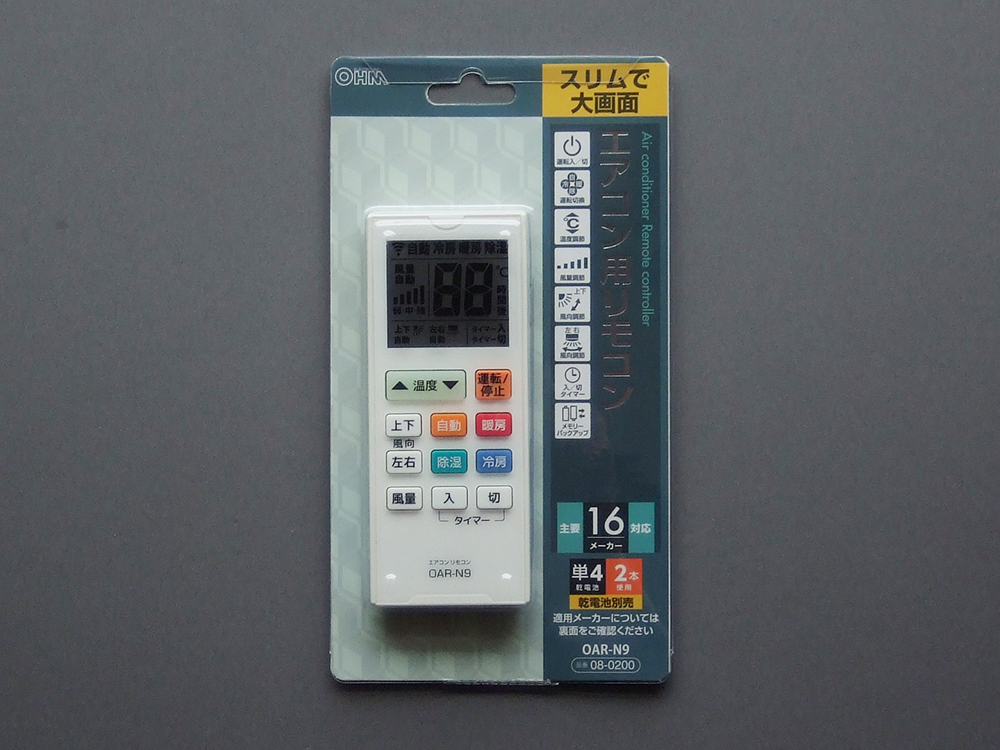 OHM
スリムで
大画面
エアコン用リモコン
Air conditioner Remote controller
運転入／切
自
冷 暖
除
運転切換
℃
温度調節
風量調節
上下
風向調節
左右
風向調節
入／切
タイマー
メモリー
バックアップ
自動 冷房 暖房 除湿
風量
自動
88
℃
時間後
弱 中 強
上下
自動
左右
自動
タイマー入
タイマー切
▲ 温度 ▼
運転/
停止
上下
自動
暖房
風向
左右
除湿
冷房
風量
入
切
タイマー
エアコンリモコン
OAR-N9
主要
16
メーカー
対応
単4
乾電池
2本
使用
乾電池別売
適用メーカーについては
裏面をご確認ください
OAR-N9
品番 08-0200